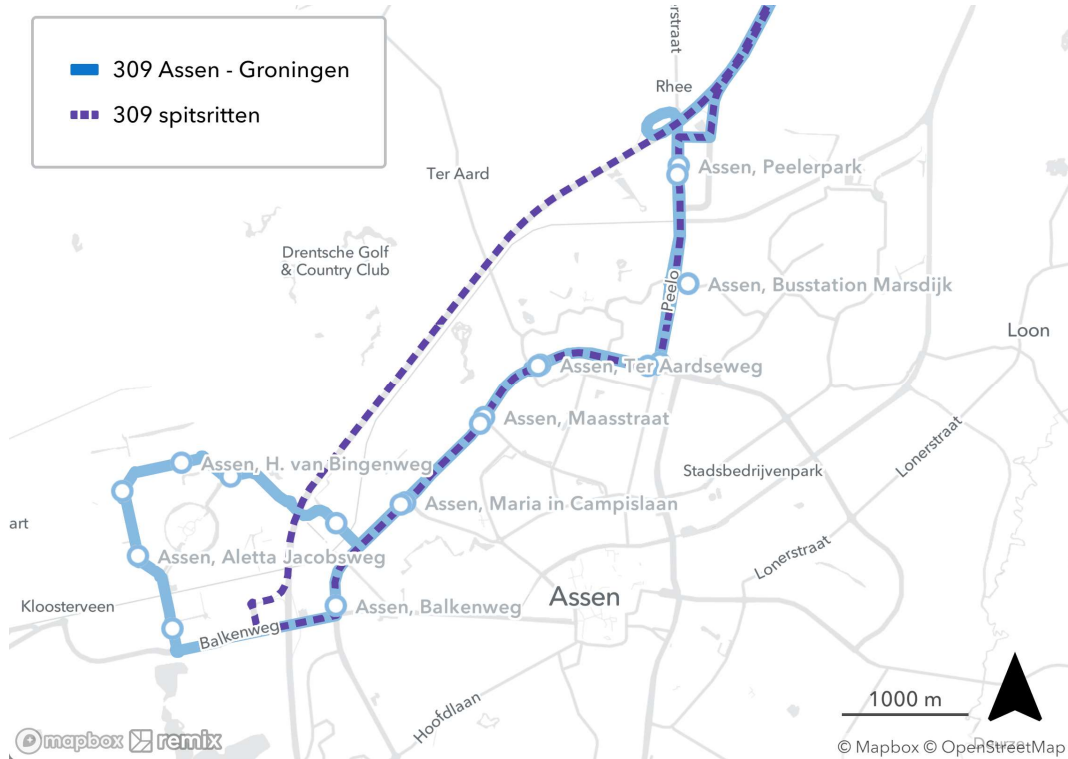 309 Assen - Groningen
309 spitsritten
Rhee
Assen, Peelerpark
Ter Aard
Drentsche Golf
& Country Club
Peelo
Assen, Busstation Marsdijk
Loon
Assen, Ter Aardseweg
Assen, Maasstraat
Lonerstraat
Assen, H. van Bingenweg
Stadsbedrijvenpark
Assen, Maria in Campislaan
art
Assen, Aletta Jacobsweg
Lonerstraat
Kloosterveen
Assen, Balkenweg
Assen
Balkenweg
Hoofdlaan
1000 m
mapbox remix
© Mapbox © OpenStreetMap